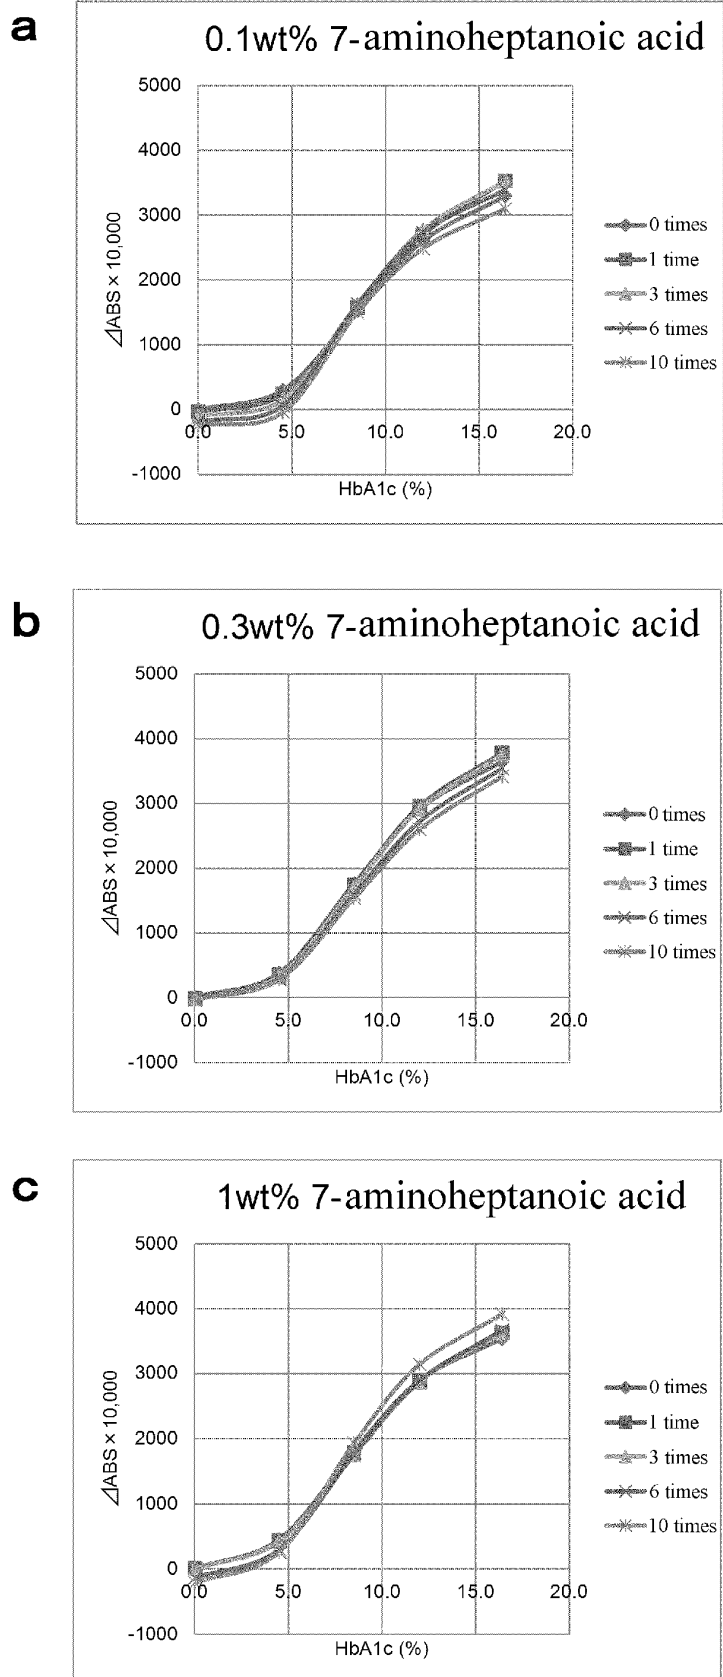 a
0.1wt% 7-aminoheptanoic acid
5000
4000
3000
2000
1000
0
-1000
0.0
5.0
10.0
15.0
20.0
⊿ABS × 10,000
HbA1c (%)
0 times
1 time
3 times
6 times
10 times
b
0.3wt% 7-aminoheptanoic acid
5000
4000
3000
2000
1000
0
-1000
0.0
5.0
10.0
15.0
20.0
⊿ABS × 10,000
HbA1c (%)
0 times
1 time
3 times
6 times
10 times
c
1wt% 7-aminoheptanoic acid
5000
4000
3000
2000
1000
0
-1000
0.0
5.0
10.0
15.0
20.0
⊿ABS × 10,000
HbA1c (%)
0 times
1 time
3 times
6 times
10 times